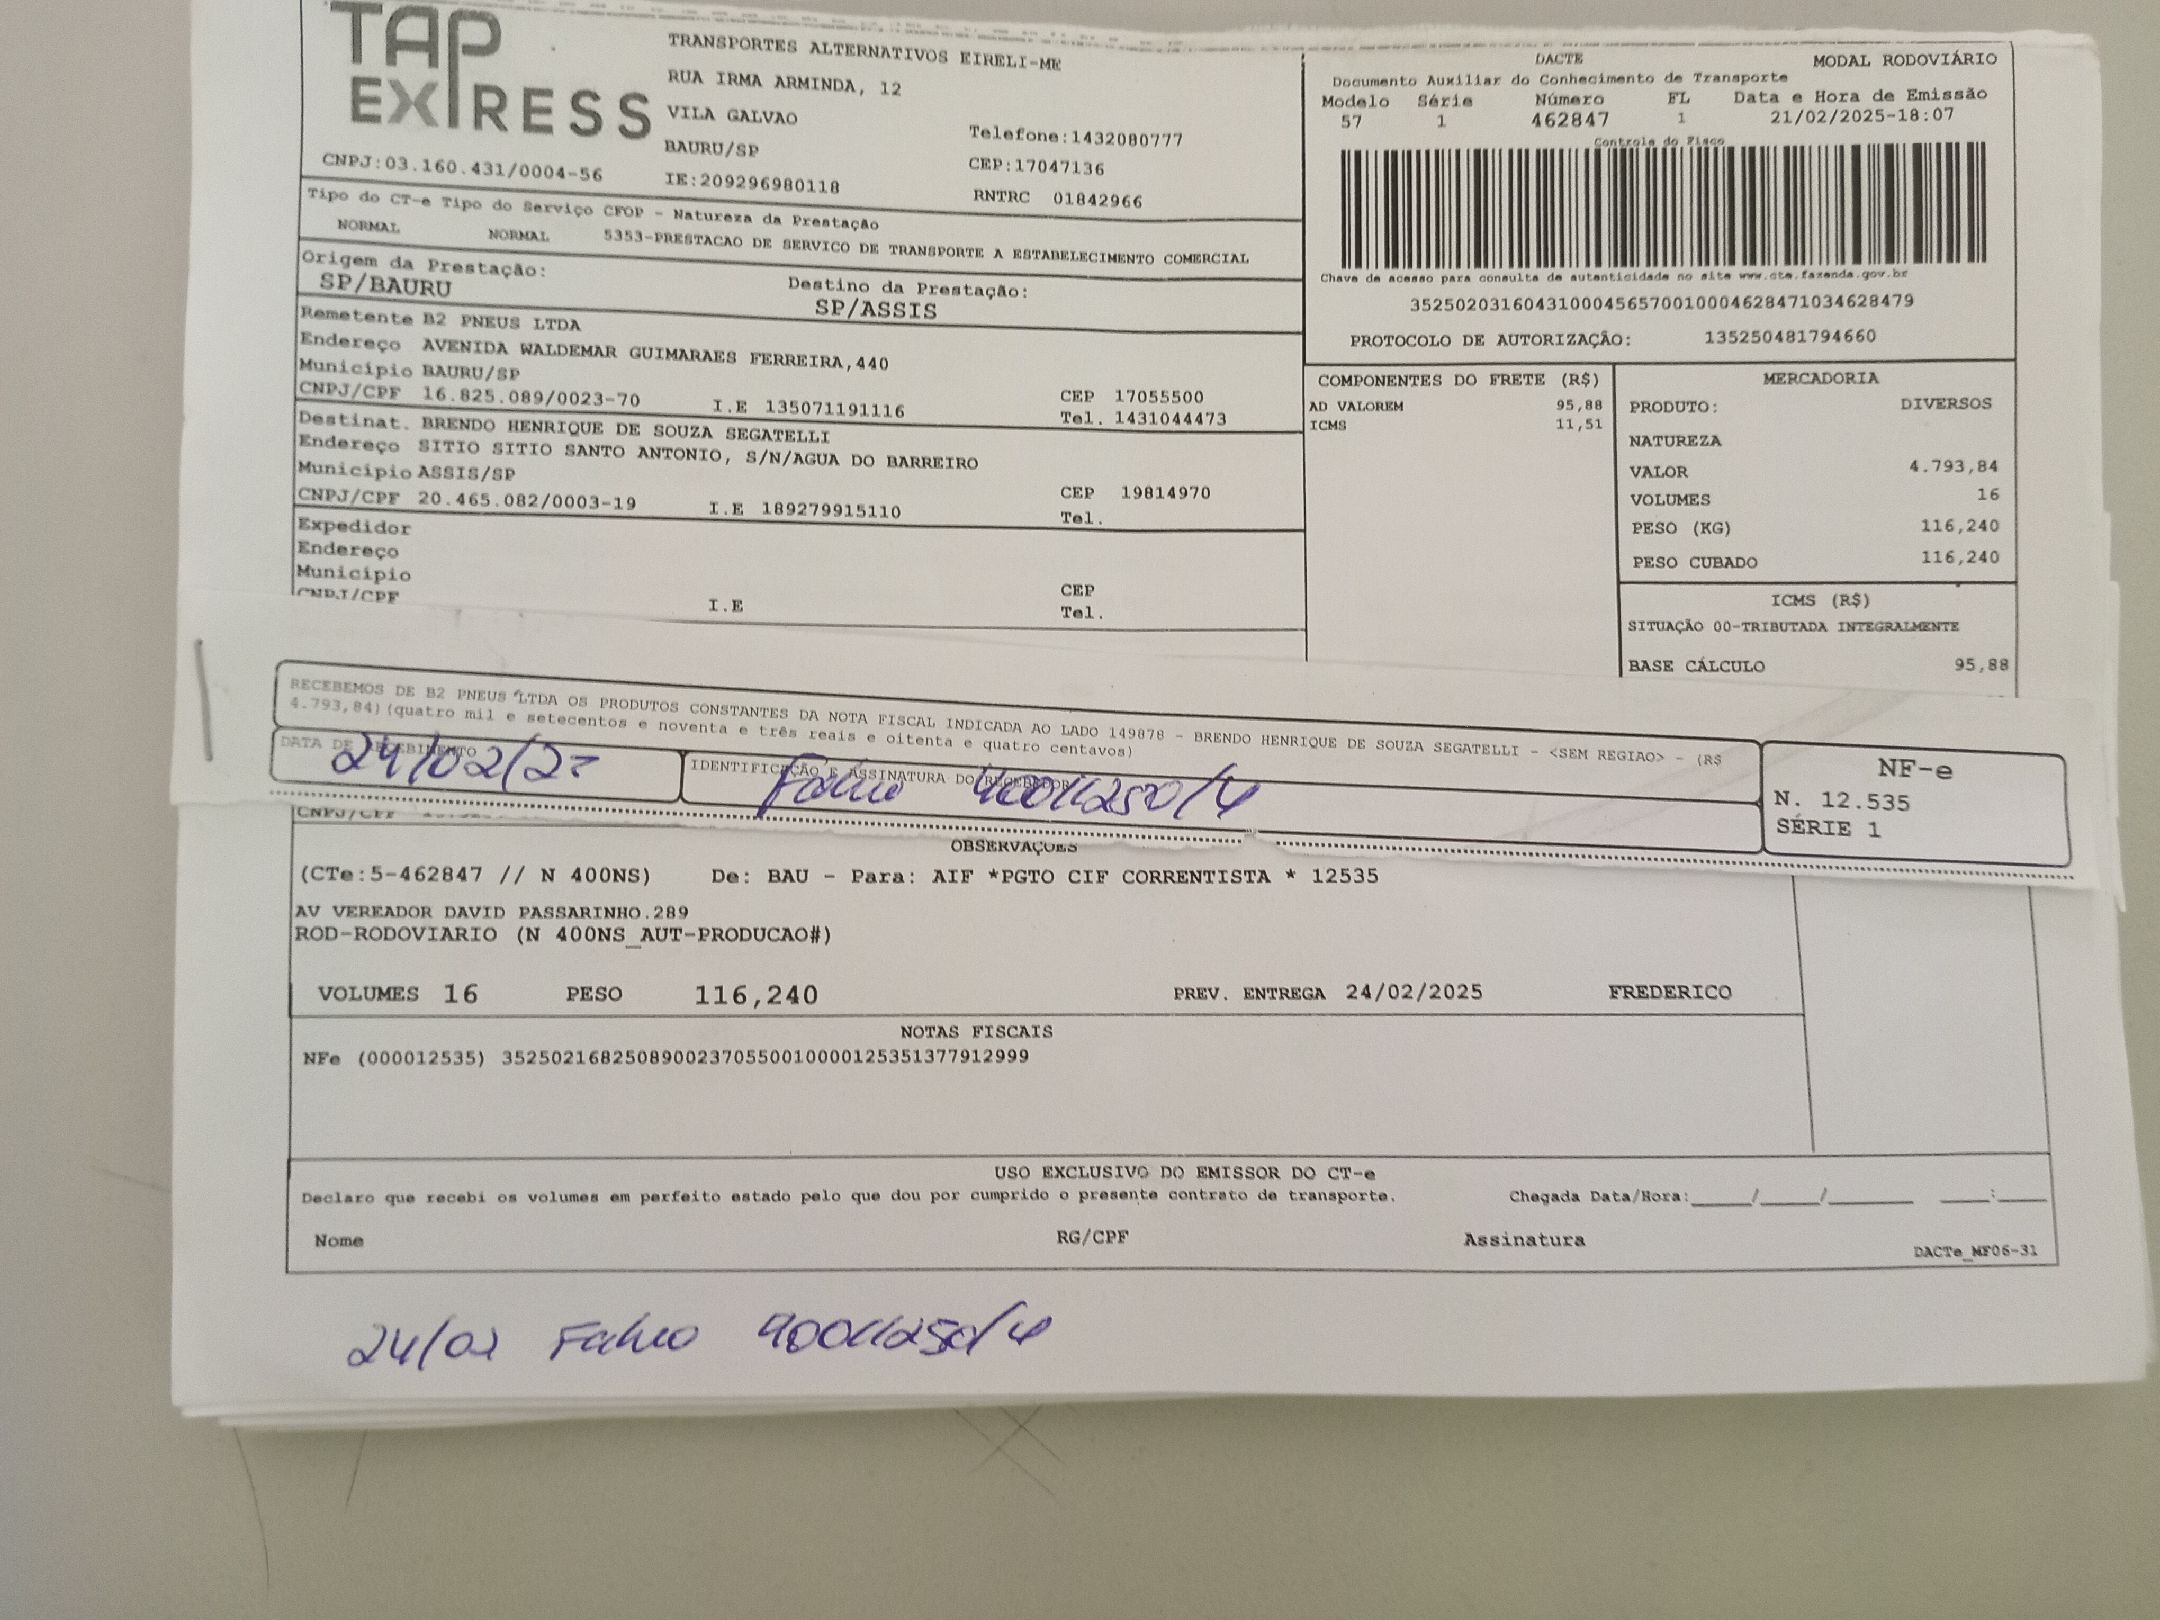 TAP EXPRESS
TRANSPORTES ALTERNATIVOS EIRELI-ME
RUA IRMA ARMINDA, 12
VILA GALVAO
BAURU/SP
Telefone:1432080777
CNPJ:03.160.431/0004-56
IE:209296980118
CEP:17047136
RNTRC 01842966
DACTE MODAL RODOVIÁRIO
Documento Auxiliar do Conhecimento de Transporte
Modelo Série Número FL Data e Hora de Emissão
57 1 462847 1 21/02/2025-18:07
Controle do Fisco
Chave de acesso para consulta de autenticidade no site www.cte.fazenda.gov.br
35250203160431000456570010004628471034628479
PROTOCOLO DE AUTORIZAÇÃO: 135250481794660
Tipo do CT-e Tipo do Serviço CFOP - Natureza da Prestação
NORMAL NORMAL 5353-PRESTACAO DE SERVICO DE TRANSPORTE A ESTABELECIMENTO COMERCIAL
Origem da Prestação: Destino da Prestação:
SP/BAURU SP/ASSIS
Remetente B2 PNEUS LTDA
Endereço AVENIDA WALDEMAR GUIMARAES FERREIRA,440
Município BAURU/SP CEP 17055500
CNPJ/CPF 16.825.089/0023-70 I.E 135071191116 Tel. 1431044473
Destinat. BRENDO HENRIQUE DE SOUZA SEGATELLI
Endereço SITIO SITIO SANTO ANTONIO, S/N/AGUA DO BARREIRO
Município ASSIS/SP CEP 19814970
CNPJ/CPF 20.465.082/0003-19 I.E 189279915110 Tel.
Expedidor
Endereço
Município CEP
CNPJ/CPF I.E Tel.
COMPONENTES DO FRETE (R$)
AD VALOREM 95,88
ICMS 11,51
MERCADORIA
PRODUTO: DIVERSOS
NATUREZA
VALOR 4.793,84
VOLUMES 16
PESO (KG) 116,240
PESO CUBADO 116,240
ICMS (R$)
SITUAÇÃO 00-TRIBUTADA INTEGRALMENTE
BASE CÁLCULO 95,88
RECEBEMOS DE B2 PNEUS LTDA OS PRODUTOS CONSTANTES DA NOTA FISCAL INDICADA AO LADO 149878 - BRENDO HENRIQUE DE SOUZA SEGATELLI - <SEM REGIAO> - (R$
4.793,84)(quatro mil e setecentos e noventa e três reais e oitenta e quatro centavos)
DATA DE RECEBIMENTO
24/02/
IDENTIFICAÇÃO E ASSINATURA DO RECEBEDOR
NF-e
N. 12.535
SÉRIE 1
CNPJ/CPF
OBSERVAÇÕES
(CTe:5-462847 // N 400NS) De: BAU - Para: AIF *PGTO CIF CORRENTISTA * 12535
AV VEREADOR DAVID PASSARINHO.289
ROD-RODOVIARIO (N 400NS_AUT-PRODUCAO#)
VOLUMES 16 PESO 116,240 PREV. ENTREGA 24/02/2025 FREDERICO
NOTAS FISCAIS
NFe (000012535) 35250216825089002370550010000125351377912999
USO EXCLUSIVO DO EMISSOR DO CT-e
Declaro que recebi os volumes em perfeito estado pelo que dou por cumprido o presente contrato de transporte. Chegada Data/Hora:____/____/______ ____:____
Nome RG/CPF Assinatura
DACTe_MF06-31
24/02